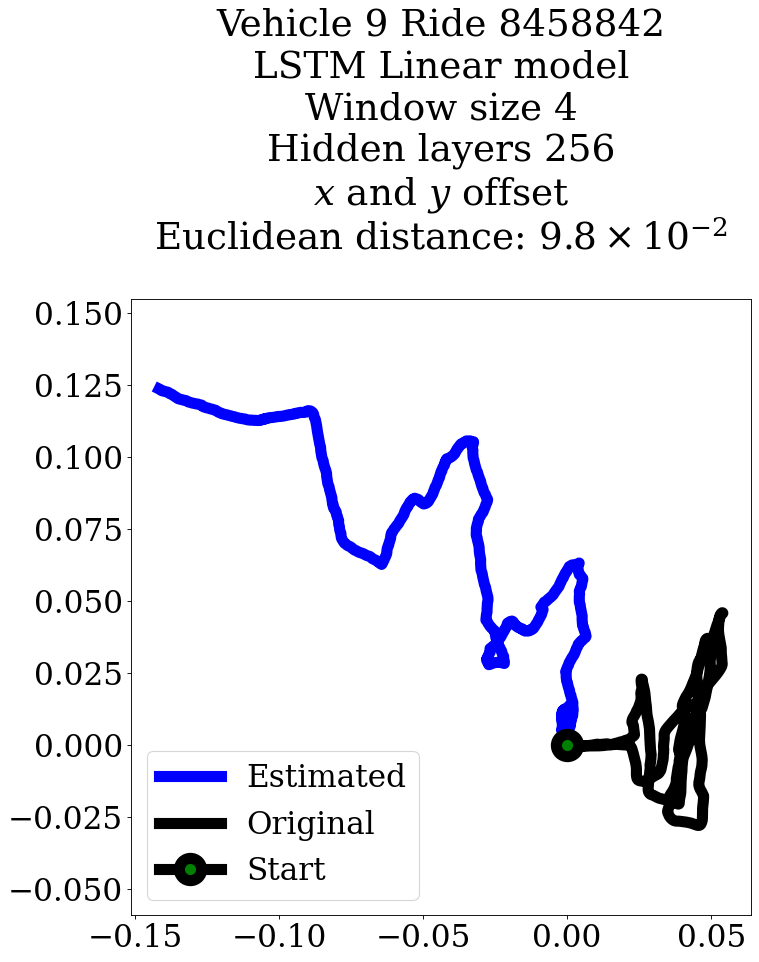 Vehicle 9 Ride 8458842
LSTM Linear model
Window size 4
Hidden layers 256
x and y offset
Euclidean distance: 9.8 × 10⁻²
0.150
0.125
0.100
0.075
0.050
0.025
0.000
−0.025
−0.050
Estimated
Original
Start
−0.15 −0.10 −0.05 0.00 0.05